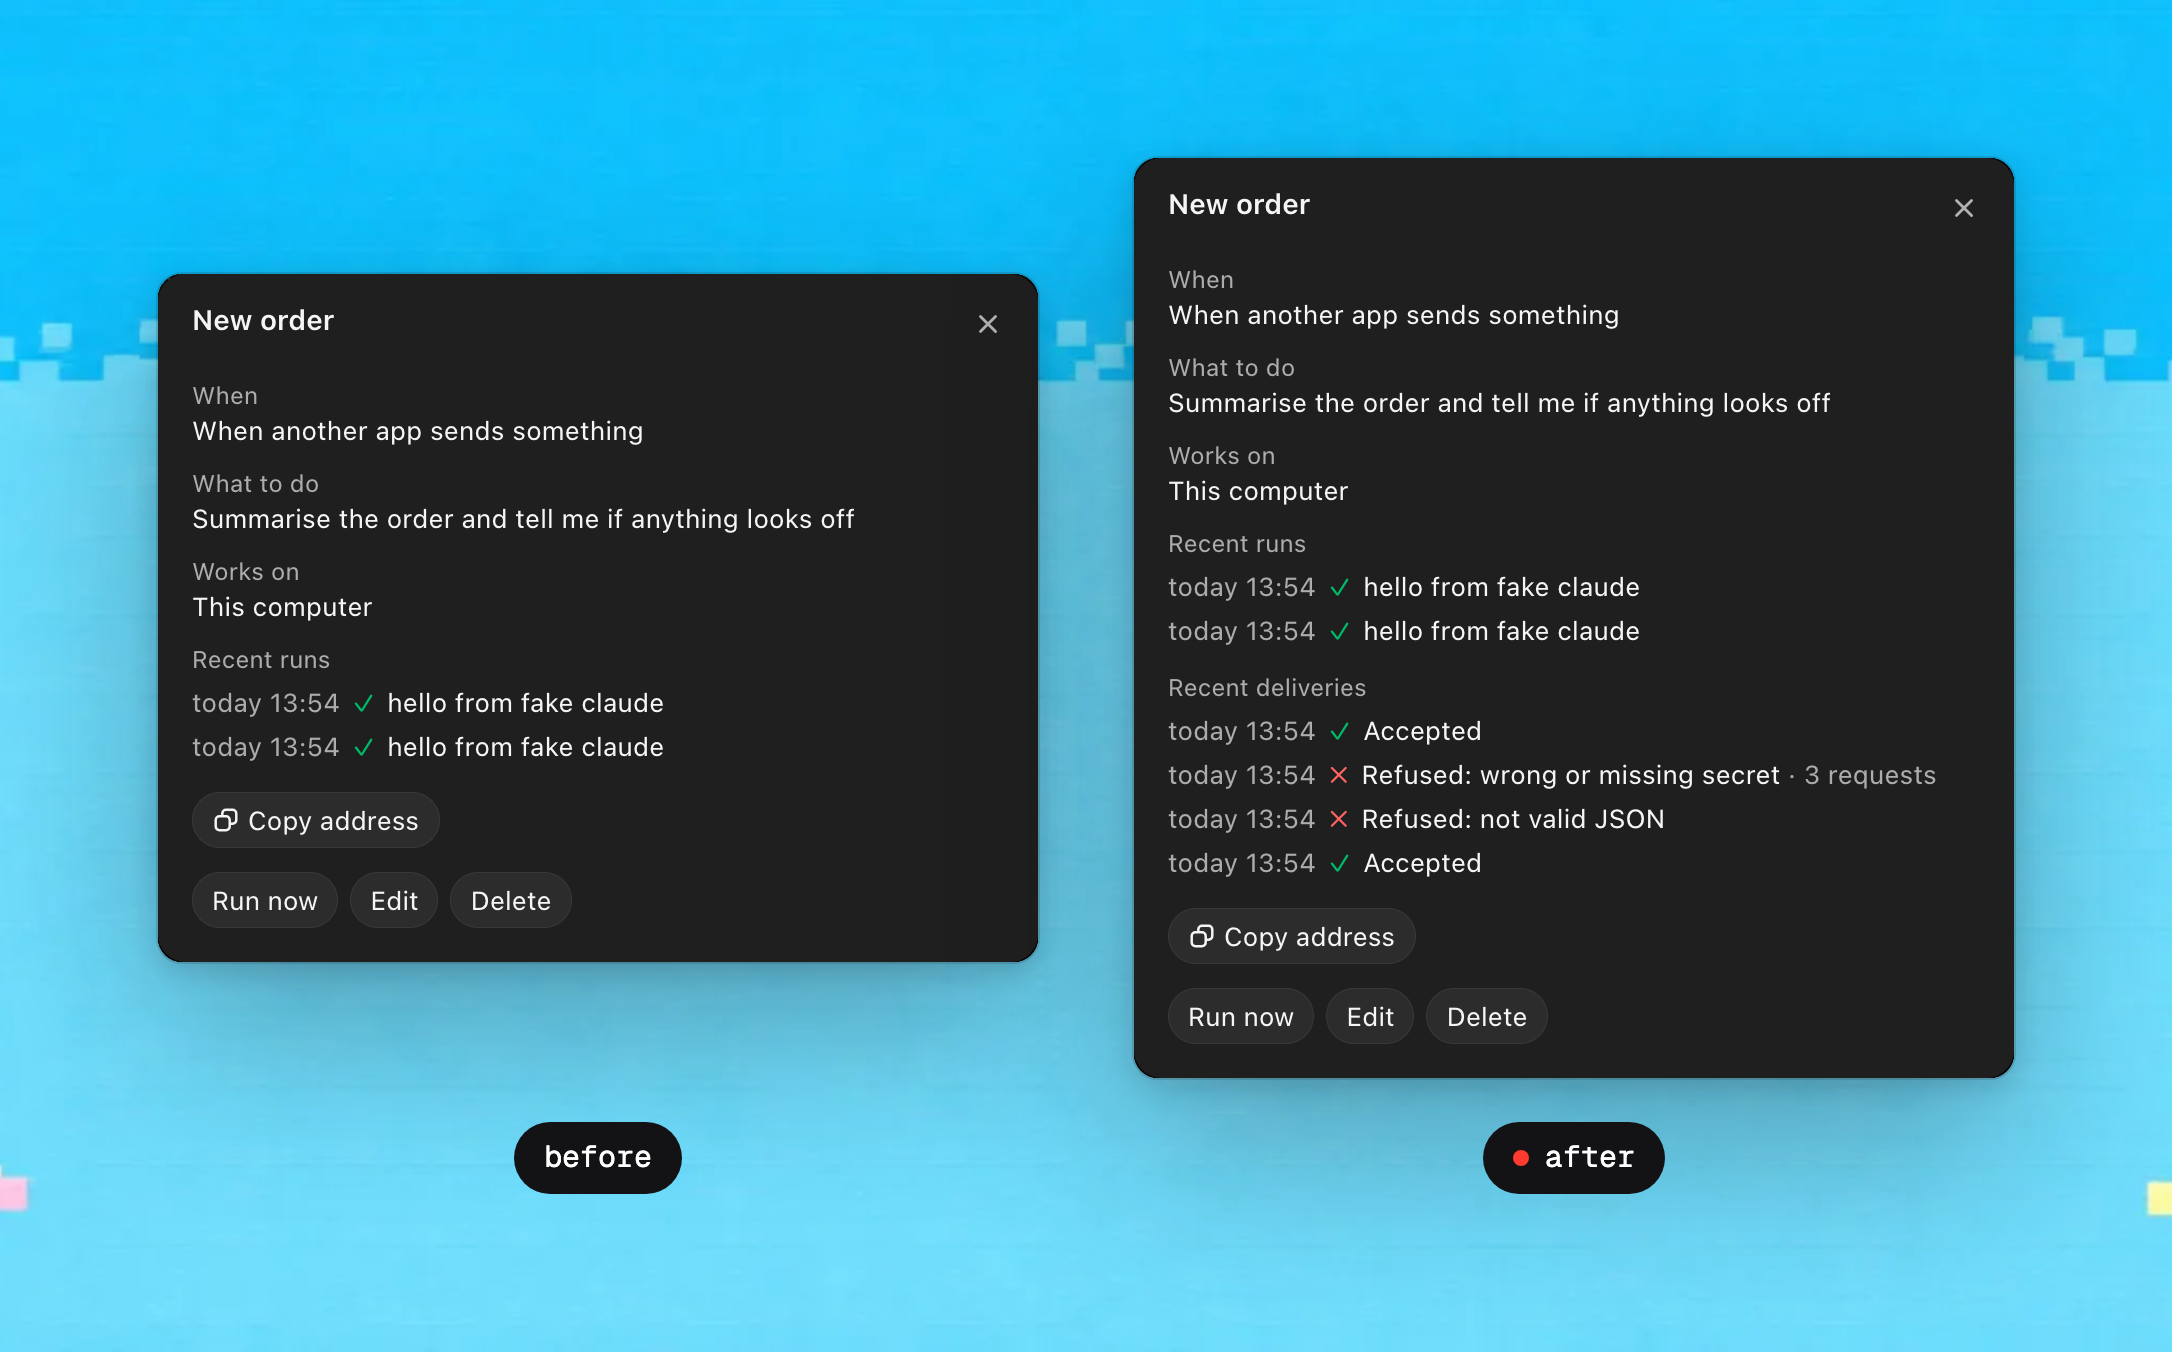 New order
When
When another app sends something
What to do
Summarise the order and tell me if anything looks off
Works on
This computer
Recent runs
today 13:54 ✓ hello from fake claude
today 13:54 ✓ hello from fake claude
Copy address
Run now Edit Delete
before
New order
When
When another app sends something
What to do
Summarise the order and tell me if anything looks off
Works on
This computer
Recent runs
today 13:54 ✓ hello from fake claude
today 13:54 ✓ hello from fake claude
Recent deliveries
today 13:54 ✓ Accepted
today 13:54 ✕ Refused: wrong or missing secret · 3 requests
today 13:54 ✕ Refused: not valid JSON
today 13:54 ✓ Accepted
Copy address
Run now Edit Delete
after